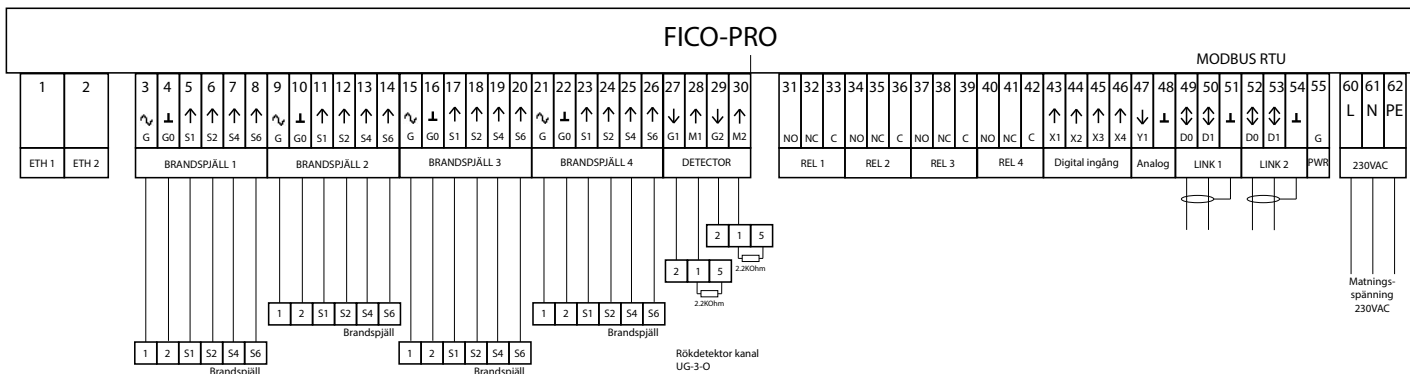 FICO-PRO
MODBUS RTU
1 2 3 4 5 6 7 8 9 10 11 12 13 14 15 16 17 18 19 20 21 22 23 24 25 26 27 28 29 30 31 32 33 34 35 36 37 38 39 40 41 42 43 44 45 46 47 48 49 50 51 52 53 54 55 60 61 62
L N PE
G G0 S1 S2 S4 S6 G G0 S1 S2 S4 S6 G G0 S1 S2 S4 S6 G G0 S1 S2 S4 S6 G1 M1 G2 M2 NO NC C NO NC C NO NC C NO NC C X1 X2 X3 X4 Y1 D0 D1 D0 D1 G
ETH 1 ETH 2 BRANDSPJÄLL 1 BRANDSPJÄLL 2 BRANDSPJÄLL 3 BRANDSPJÄLL 4 DETECTOR REL 1 REL 2 REL 3 REL 4 Digital ingång Analog LINK 1 LINK 2 PWR 230VAC
2 1 5
2.2KOhm
2 1 5
2.2KOhm
Matnings-
spänning
230VAC
1 2 S1 S2 S4 S6
Brandspjäll
1 2 S1 S2 S4 S6
Brandspjäll
1 2 S1 S2 S4 S6
Brandspjäll
1 2 S1 S2 S4 S6
Brandspjäll
Rökdetektor kanal
UG-3-O